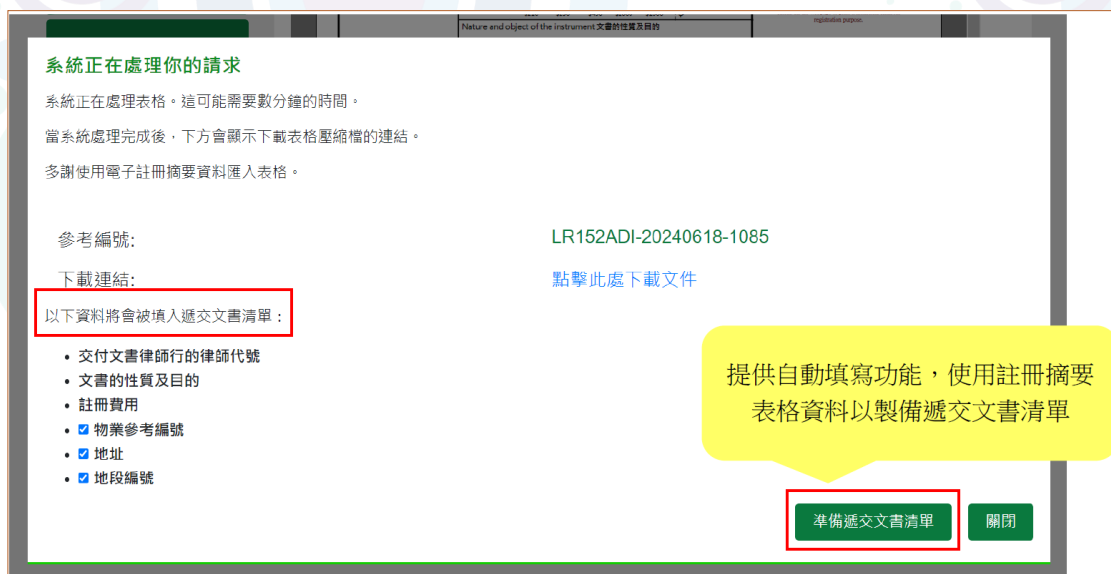 Nature and object of the instrument 文書的性質及目的
registration purpose.
系統正在處理你的請求
系統正在處理表格。這可能需要數分鐘的時間。
當系統處理完成後，下方會顯示下載表格壓縮檔的連結。
多謝使用電子註冊摘要資料匯入表格。
參考編號:
LR152ADI-20240618-1085
下載連結:
點擊此處下載文件
以下資料將會被填入遞交文書清單：
交付文書律師行的律師代號
文書的性質及目的
註冊費用
物業參考編號
地址
地段編號
提供自動填寫功能，使用註冊摘要
表格資料以製備遞交文書清單
準備遞交文書清單
關閉